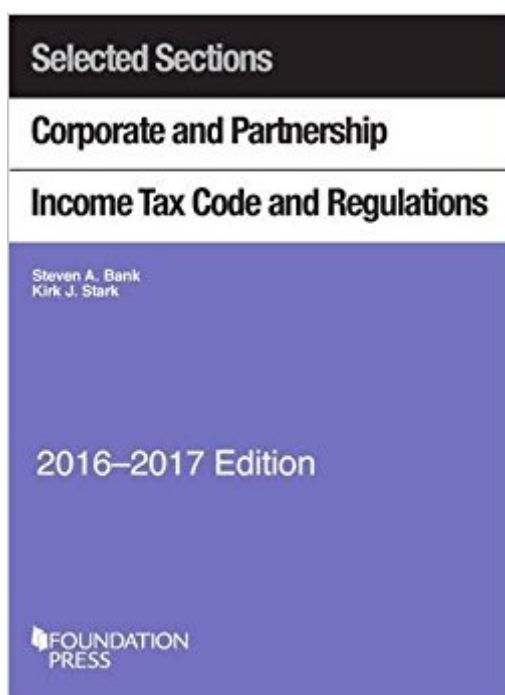 Selected Sections
Corporate and Partnership
Income Tax Code and Regulations
Steven A. Bank
Kirk J. Stark
2016–2017 Edition
FOUNDATION
PRESS